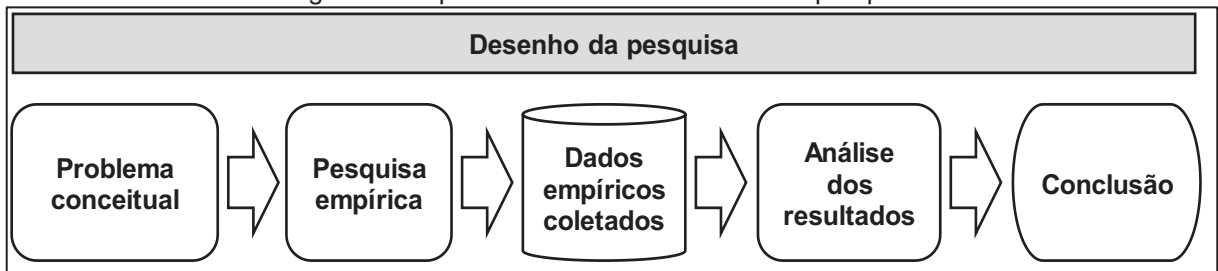 Desenho da pesquisa
Problema
conceitual
Pesquisa
empírica
Dados
empíricos
coletados
Análise
dos
resultados
Conclusão